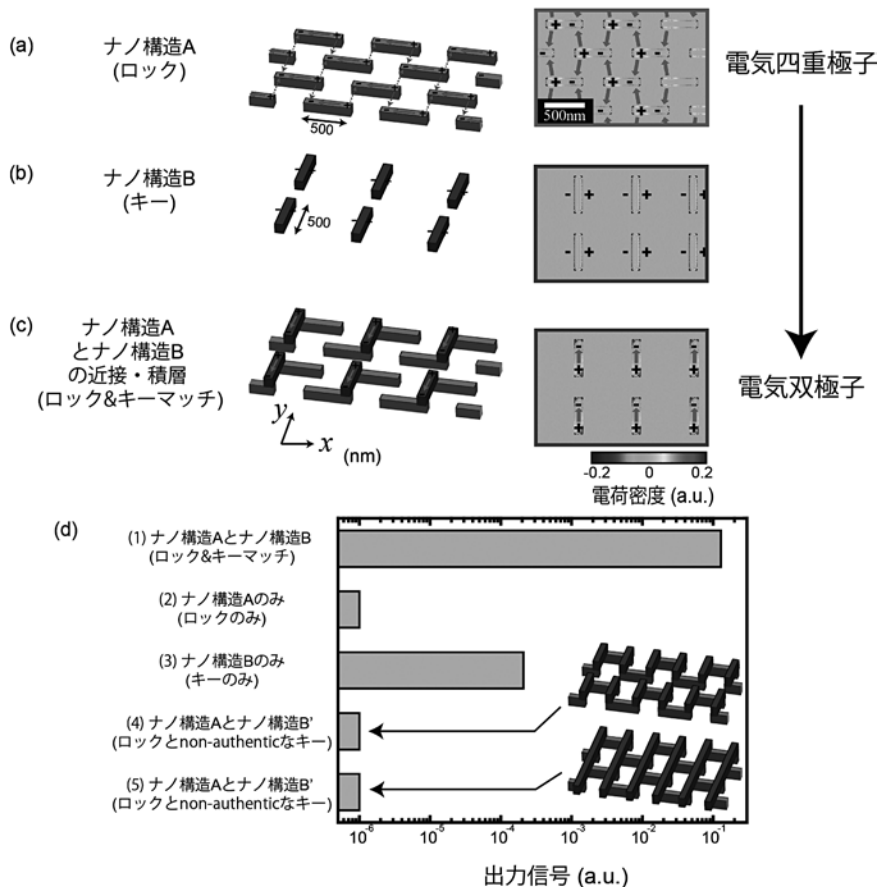 (a)
ナノ構造A
(ロック)
500
500nm
電気四重極子
(b)
ナノ構造B
(キー)
500
(c)
ナノ構造A
とナノ構造B
の近接・積層
(ロック&キーマッチ)
y
x
(nm)
電気双極子
-0.2 0 0.2
電荷密度 (a.u.)
(d)
(1) ナノ構造Aとナノ構造B
(ロック&キーマッチ)
(2) ナノ構造Aのみ
(ロックのみ)
(3) ナノ構造Bのみ
(キーのみ)
(4) ナノ構造Aとナノ構造B'
(ロックとnon-authenticなキー)
(5) ナノ構造Aとナノ構造B'
(ロックとnon-authenticなキー)
10⁻⁶ 10⁻⁵ 10⁻⁴ 10⁻³ 10⁻² 10⁻¹
出力信号 (a.u.)